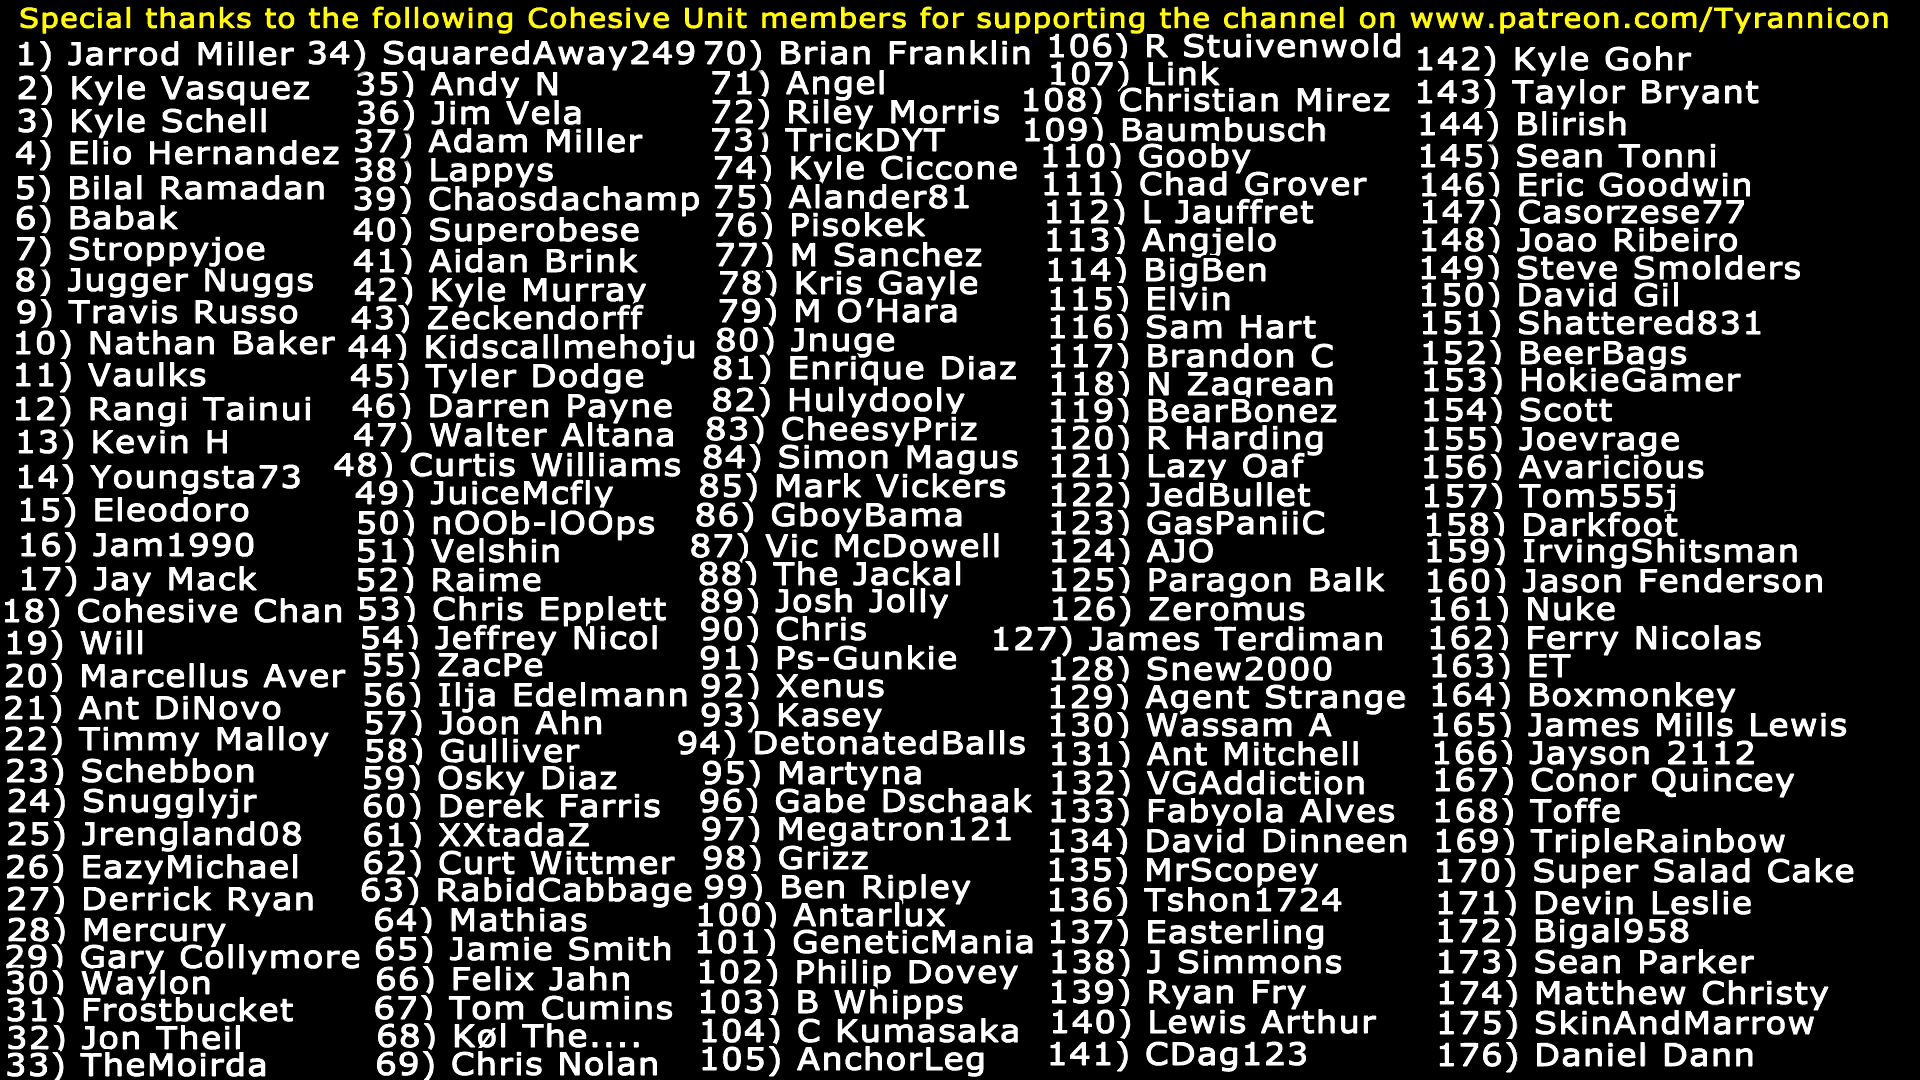 Special thanks to the following Cohesive Unit members for supporting the channel on www.patreon.com/Tyrannicon
1) Jarrod Miller
2) Kyle Vasquez
3) Kyle Schell
4) Elio Hernandez
5) Bilal Ramadan
6) Babak
7) Stroppyjoe
8) Jugger Nuggs
9) Travis Russo
10) Nathan Baker
11) Vaulks
12) Rangi Tainui
13) Kevin H
14) Youngsta73
15) Eleodoro
16) Jam1990
17) Jay Mack
18) Cohesive Chan
19) Will
20) Marcellus Aver
21) Ant DiNovo
22) Timmy Malloy
23) Schebbon
24) Snugglyjr
25) Jrengland08
26) EazyMichael
27) Derrick Ryan
28) Mercury
29) Gary Collymore
30) Waylon
31) Frostbucket
32) Jon Theil
33) TheMoirda
34) SquaredAway249
35) Andy N
36) Jim Vela
37) Adam Miller
38) Lappys
39) Chaosdachamp
40) Superobese
41) Aidan Brink
42) Kyle Murray
43) Zeckendorff
44) Kidscallmehoju
45) Tyler Dodge
46) Darren Payne
47) Walter Altana
48) Curtis Williams
49) JuiceMcfly
50) nOOb-lOOps
51) Velshin
52) Raime
53) Chris Epplett
54) Jeffrey Nicol
55) ZacPe
56) Ilja Edelmann
57) Joon Ahn
58) Gulliver
59) Osky Diaz
60) Derek Farris
61) XXtadaZ
62) Curt Wittmer
63) RabidCabbage
64) Mathias
65) Jamie Smith
66) Felix Jahn
67) Tom Cumins
68) Køl The....
69) Chris Nolan
70) Brian Franklin
71) Angel
72) Riley Morris
73) TrickDYT
74) Kyle Ciccone
75) Alander81
76) Pisokek
77) M Sanchez
78) Kris Gayle
79) M O’Hara
80) Jnuge
81) Enrique Diaz
82) Hulydooly
83) CheesyPriz
84) Simon Magus
85) Mark Vickers
86) GboyBama
87) Vic McDowell
88) The Jackal
89) Josh Jolly
90) Chris
91) Ps-Gunkie
92) Xenus
93) Kasey
94) DetonatedBalls
95) Martyna
96) Gabe Dschaak
97) Megatron121
98) Grizz
99) Ben Ripley
100) Antarlux
101) GeneticMania
102) Philip Dovey
103) B Whipps
104) C Kumasaka
105) AnchorLeg
106) R Stuivenwold
107) Link
108) Christian Mirez
109) Baumbusch
110) Gooby
111) Chad Grover
112) L Jauffret
113) Angjelo
114) BigBen
115) Elvin
116) Sam Hart
117) Brandon C
118) N Zagrean
119) BearBonez
120) R Harding
121) Lazy Oaf
122) JedBullet
123) GasPaniiC
124) AJO
125) Paragon Balk
126) Zeromus
127) James Terdiman
128) Snew2000
129) Agent Strange
130) Wassam A
131) Ant Mitchell
132) VGAddiction
133) Fabyola Alves
134) David Dinneen
135) MrScopey
136) Tshon1724
137) Easterling
138) J Simmons
139) Ryan Fry
140) Lewis Arthur
141) CDag123
142) Kyle Gohr
143) Taylor Bryant
144) Blirish
145) Sean Tonni
146) Eric Goodwin
147) Casorzese77
148) Joao Ribeiro
149) Steve Smolders
150) David Gil
151) Shattered831
152) BeerBags
153) HokieGamer
154) Scott
155) Joevrage
156) Avaricious
157) Tom555j
158) Darkfoot
159) IrvingShitsman
160) Jason Fenderson
161) Nuke
162) Ferry Nicolas
163) ET
164) Boxmonkey
165) James Mills Lewis
166) Jayson 2112
167) Conor Quincey
168) Toffe
169) TripleRainbow
170) Super Salad Cake
171) Devin Leslie
172) Bigal958
173) Sean Parker
174) Matthew Christy
175) SkinAndMarrow
176) Daniel Dann